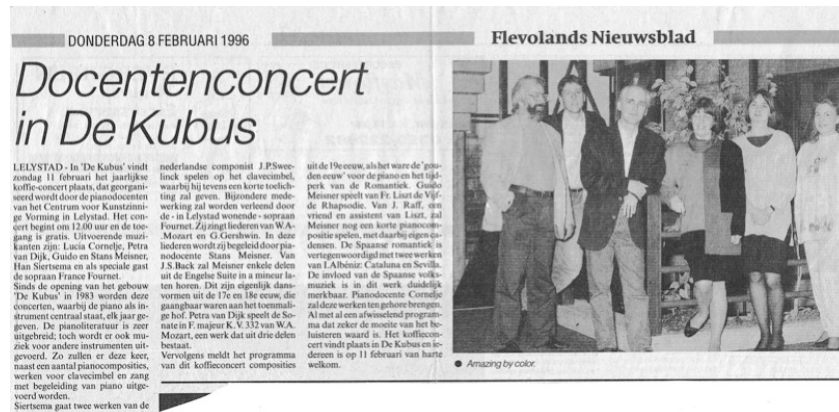 DONDERDAG 8 FEBRUARI 1996
Flevolands Nieuwsblad
Docentenconcert
in De Kubus
LELYSTAD - In 'De Kubus' vindt
zondag 11 februari het jaarlijkse
koffie-concert plaats, dat georgani-
seerd wordt door de pianodocenten
van het Centrum voor Kunstzinni-
ge Vorming in Lelystad. Het con-
cert begint om 12.00 uur en de toe-
gang is gratis. Uitvoerende muzi-
kanten zijn: Lucia Cornelje, Petra
van Dijk, Guido en Stans Meisner,
Han Siertsema en als speciale gast
de sopraan France Fournet.
Sinds de opening van het gebouw
'De Kubus' in 1983 worden deze
concerten, waarbij de piano als in-
strument centraal staat, elk jaar ge-
geven. De pianoliteratuur is zeer
uitgebreid; toch wordt er ook mu-
ziek voor andere instrumenten uit-
gevoerd. Zo zullen er deze keer,
naast een aantal pianocomposities,
werken voor clavecimbel en zang
met begeleiding van piano uitge-
voerd worden.
Siertsema gaat twee werken van de
nederlandse componist J.P.Swee-
linck spelen op het clavecimbel,
waarbij hij tevens een korte toelich-
ting zal geven. Bijzondere mede-
werking zal worden verleend door
de - in Lelystad wonende - sopraan
Fournet. Zij zingt liederen van W.A-
.Mozart en G.Gershwin. In deze
liederen wordt zij begeleid door pia-
nodocente Stans Meisner. Van
J.S.Back zal Meisner enkele delen
uit de Engelse Suite in a mineur la-
ten horen. Dit zijn eigenlijk dans-
vormen uit de 17e en 18e eeuw, die
gangbaar waren aan het toenmali-
ge hof. Petra van Dijk speelt de So-
nate in F. majeur K.V. 332 van W.A.
Mozart, een werk dat uit drie delen
bestaat.
Vervolgens meldt het programma
van dit koffieconcert composities
uit de 19e eeuw, als het ware de 'gou-
den eeuw' voor de piano en het tijd-
perk van de Romantiek. Guido
Meisner speelt van Fr. Liszt de Vijf-
de Rhapsodie. Van J. Raff, een
vriend en assistent van Liszt, zal
Meisner nog een korte pianocom-
positie spelen, met daarbij eigen ca-
densen. De Spaanse romantiek is
vertegenwoordigd met twee werken
van I.Albéniz: Cataluna en Sevilla.
De invloed van de Spaanse volks-
muziek is in dit werk duidelijk
merkbaar. Pianodocente Cornelje
zal deze werken ten gehore brengen.
Al met al een afwisselend program-
ma dat zeker de moeite van het be-
luisteren waard is. Het koffiecon-
cert vindt plaats in De Kubus en ie-
dereen is op 11 februari van harte
welkom.
Amazing by color.